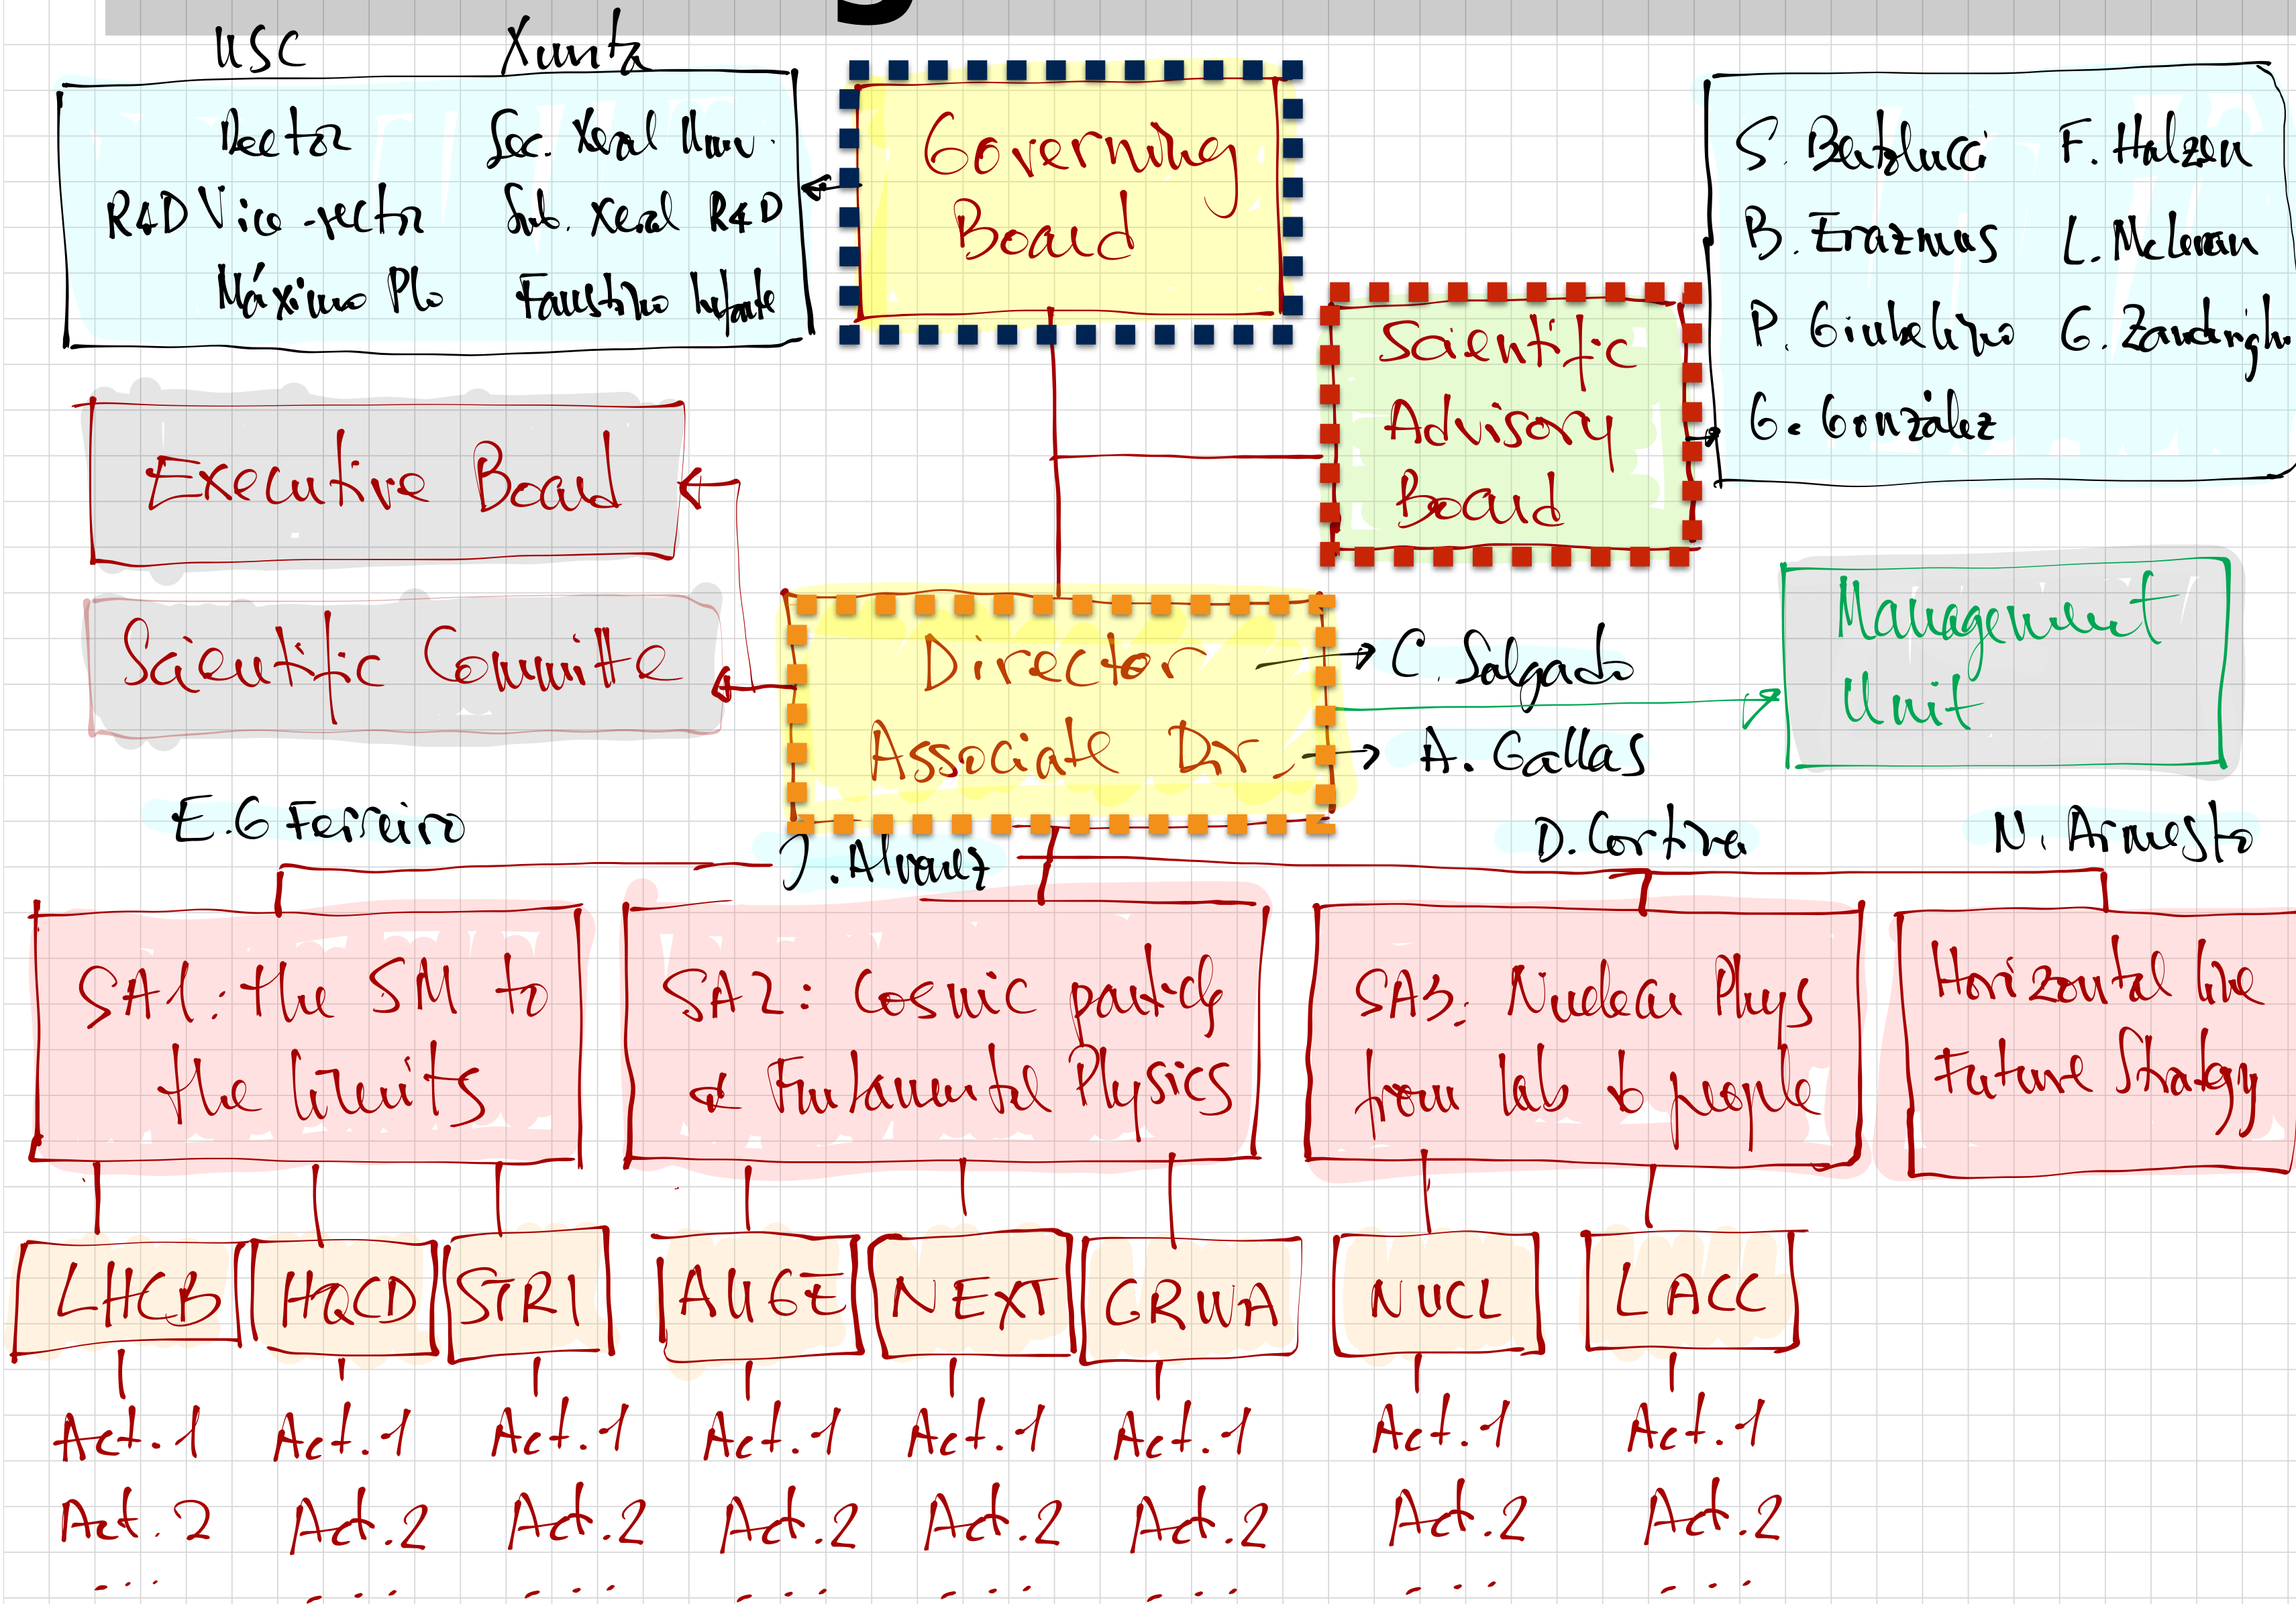 USC Xunta
Rector Sec. Xeral Univ.
R&D Vice-rector Sub. Xeral R&D
Máximo Plo Faustino Infante
Governing
Board
S. Bertolucci F. Halzen
B. Erazmus L. McLerran
P. Giubelino G. Zanderighi
G. González
Scientific
Advisory
Board
Executive Board
Scientific Committe
Director
Associate Dir.
C. Salgado
A. Gallas
Management
Unit
E.G Ferreiro
J. Alvarez
D. Cortina
N. Armesto
SA1: the SM to
the limits
SA2: Cosmic particles
& Fundamental Physics
SA3: Nuclear Phys
from lab to people
Horizontal line
Future Strategy
LHCB HQCD STRI AUGE NEXT GRWA NUCL LACC
Act.1 Act.1 Act.1 Act.1 Act.1 Act.1 Act.1 Act.1
Act.2 Act.2 Act.2 Act.2 Act.2 Act.2 Act.2 Act.2
... ... ... ... ... ... ... ...